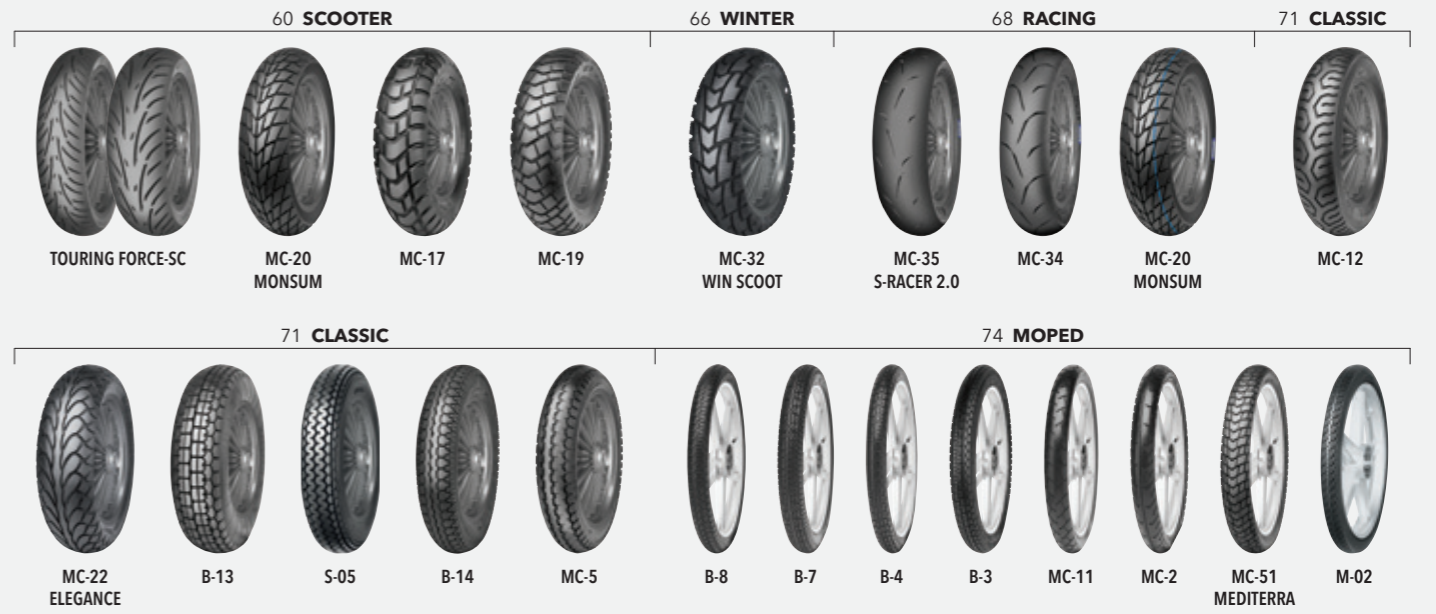 60 SCOOTER
66 WINTER
68 RACING
71 CLASSIC
TOURING FORCE-SC
MC-20
MONSUM
MC-17
MC-19
MC-32
WIN SCOOT
MC-35
S-RACER 2.0
MC-34
MC-20
MONSUM
MC-12
71 CLASSIC
74 MOPED
MC-22
ELEGANCE
B-13
S-05
B-14
MC-5
B-8
B-7
B-4
B-3
MC-11
MC-2
MC-51
MEDITERRA
M-02